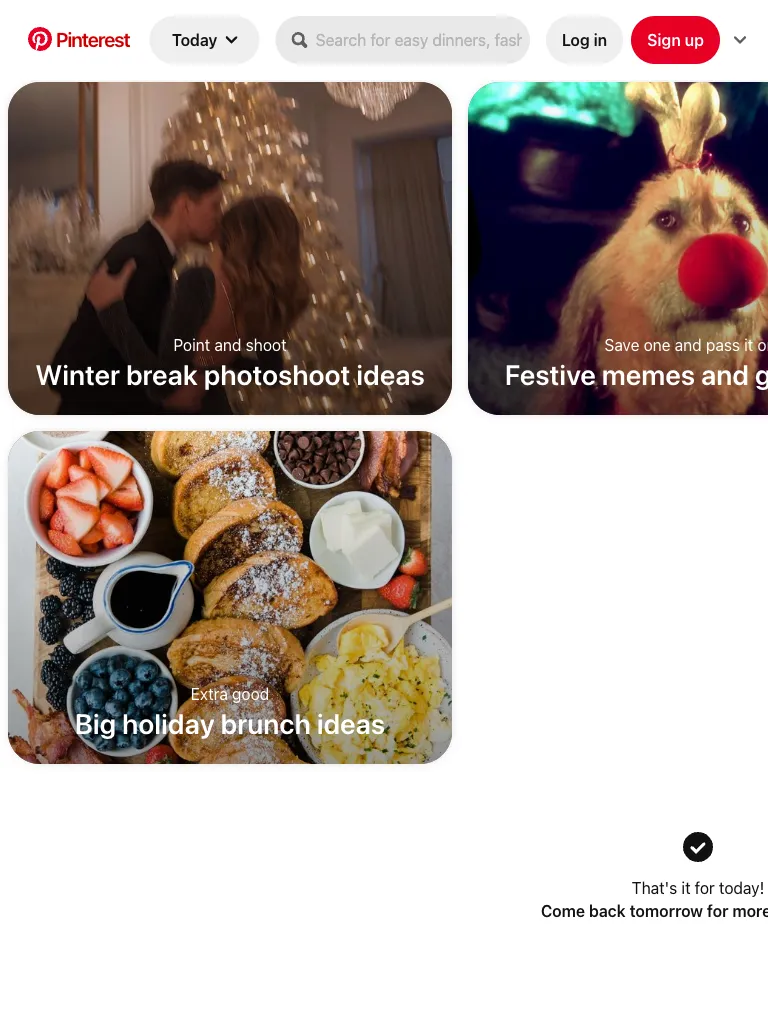 Pinterest
Today
Search for easy dinners, fash
Log in
Sign up
Point and shoot
Winter break photoshoot ideas
Save one and pass it o
Festive memes and g
Extra good
Big holiday brunch ideas
That's it for today!
Come back tomorrow for more